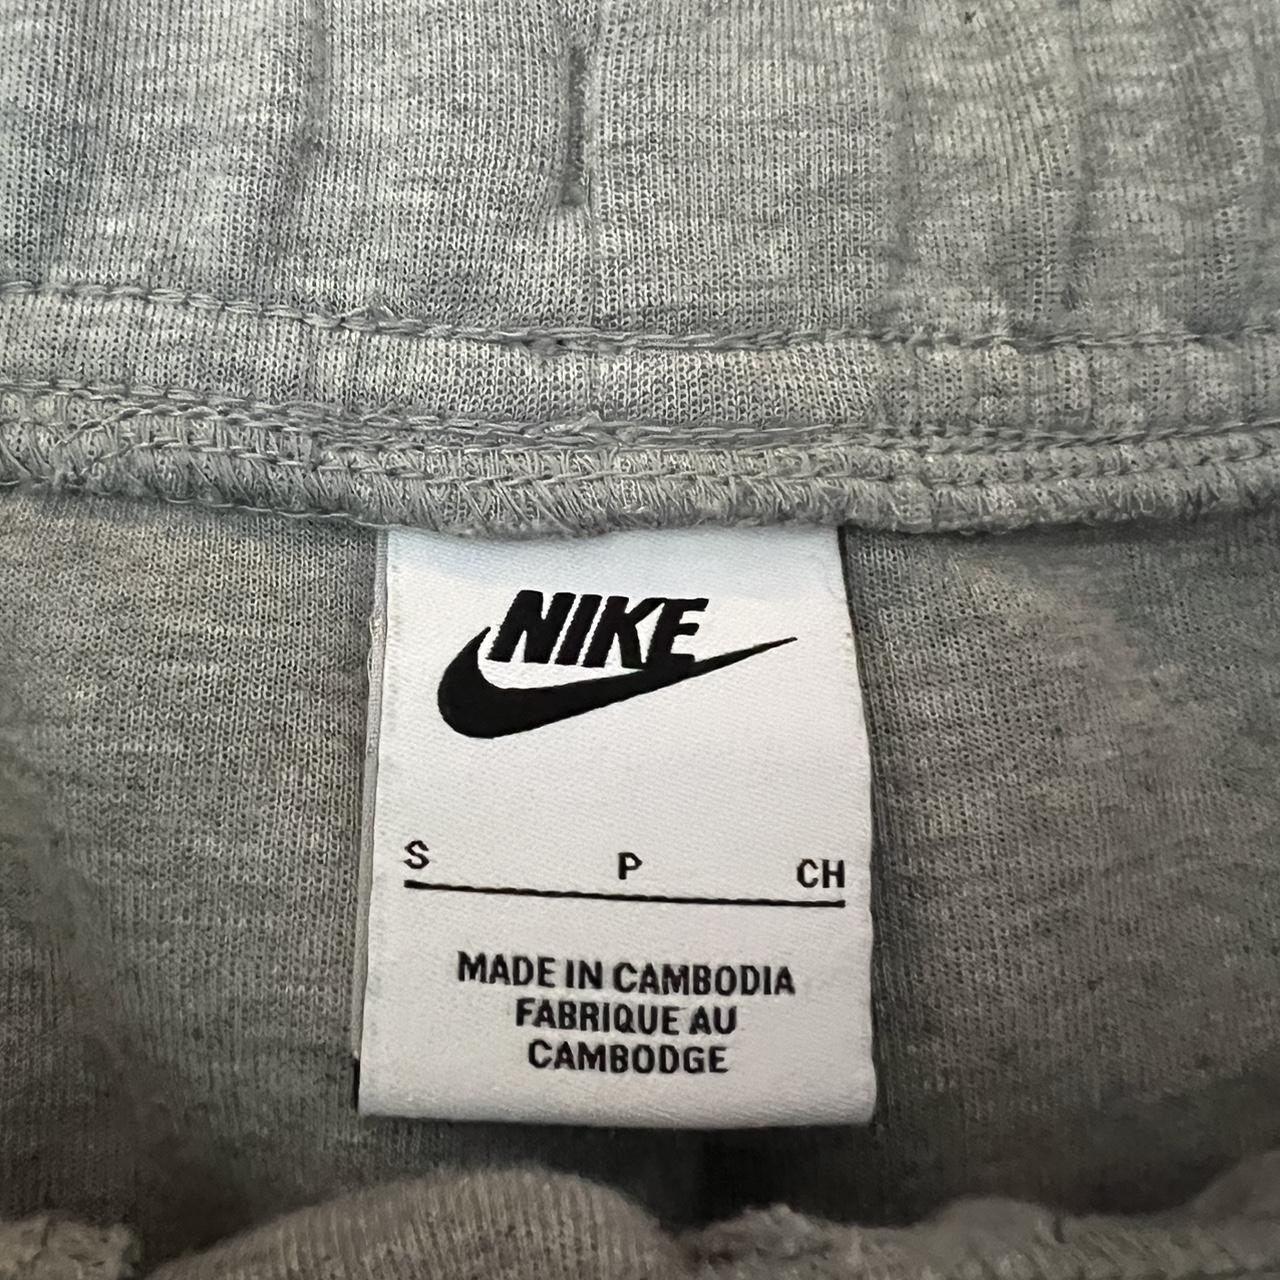 NIKE
S P CH
MADE IN CAMBODIA
FABRIQUE AU
CAMBODGE